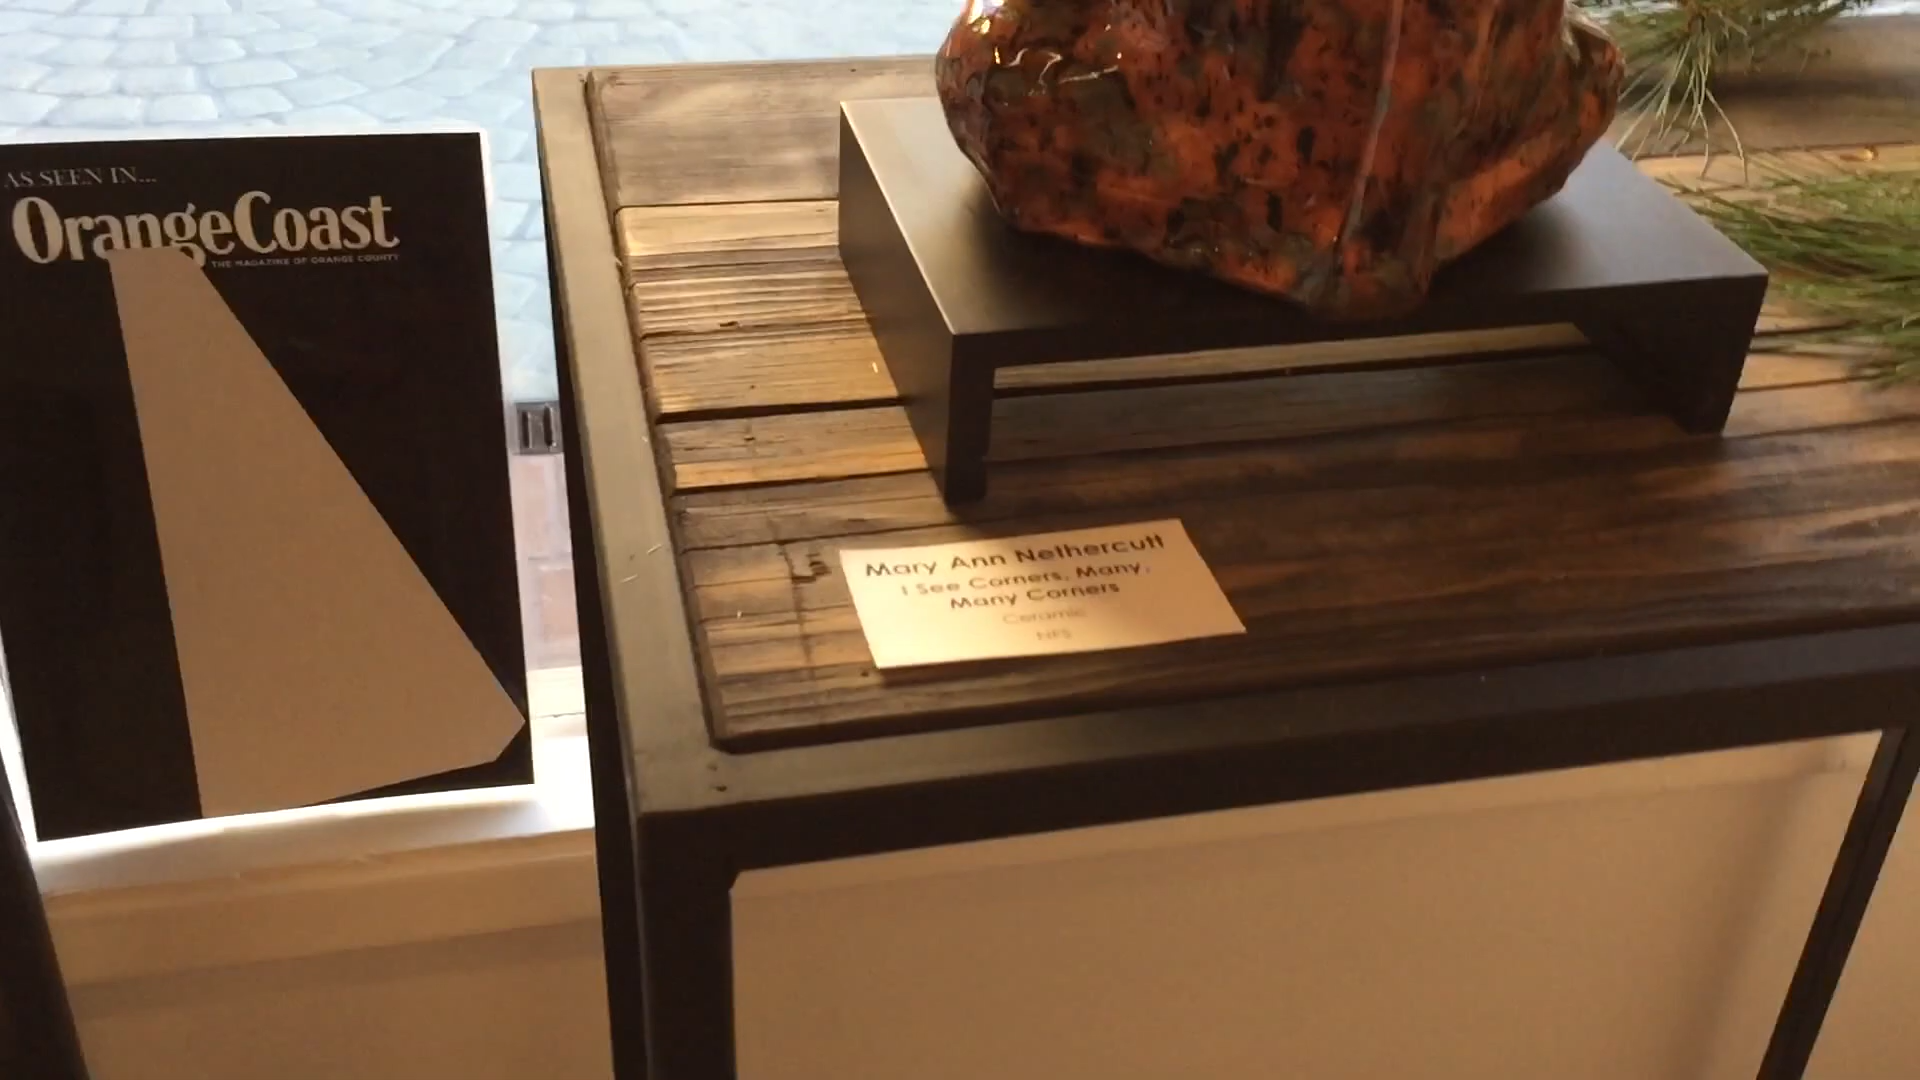 AS SEEN IN...
OrangeCoast
THE MAGAZINE OF ORANGE COUNTY
Mary Ann Nethercutt
I See Corners, Many,
Many Corners
Ceramic
NFS